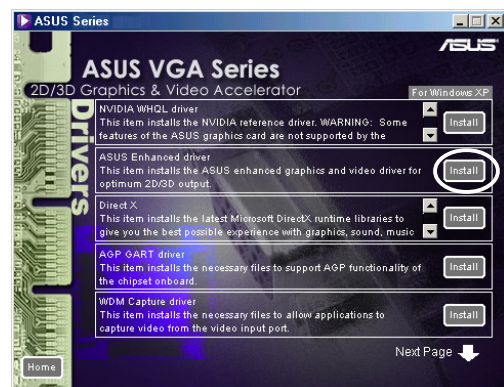 ASUS Series
ASUS
ASUS VGA Series
2D/3D Graphics & Video Accelerator
For Windows XP
Drivers
NVIDIA WHQL driver
This item installs the NVIDIA reference driver. WARNING: Some
features of the ASUS graphics card are not supported by the
Install
ASUS Enhanced driver
This item installs the ASUS enhanced graphics and video driver for
optimum 2D/3D output.
Install
Direct X
This item installs the latest Microsoft DirectX runtime libraries to
give you the best possible experience with graphics, sound, music
Install
AGP GART driver
This item installs the necessary files to support AGP functionality of
the chipset onboard.
Install
WDM Capture driver
This item installs the necessary files to allow applications to
capture video from the video input port.
Install
Next Page
Home